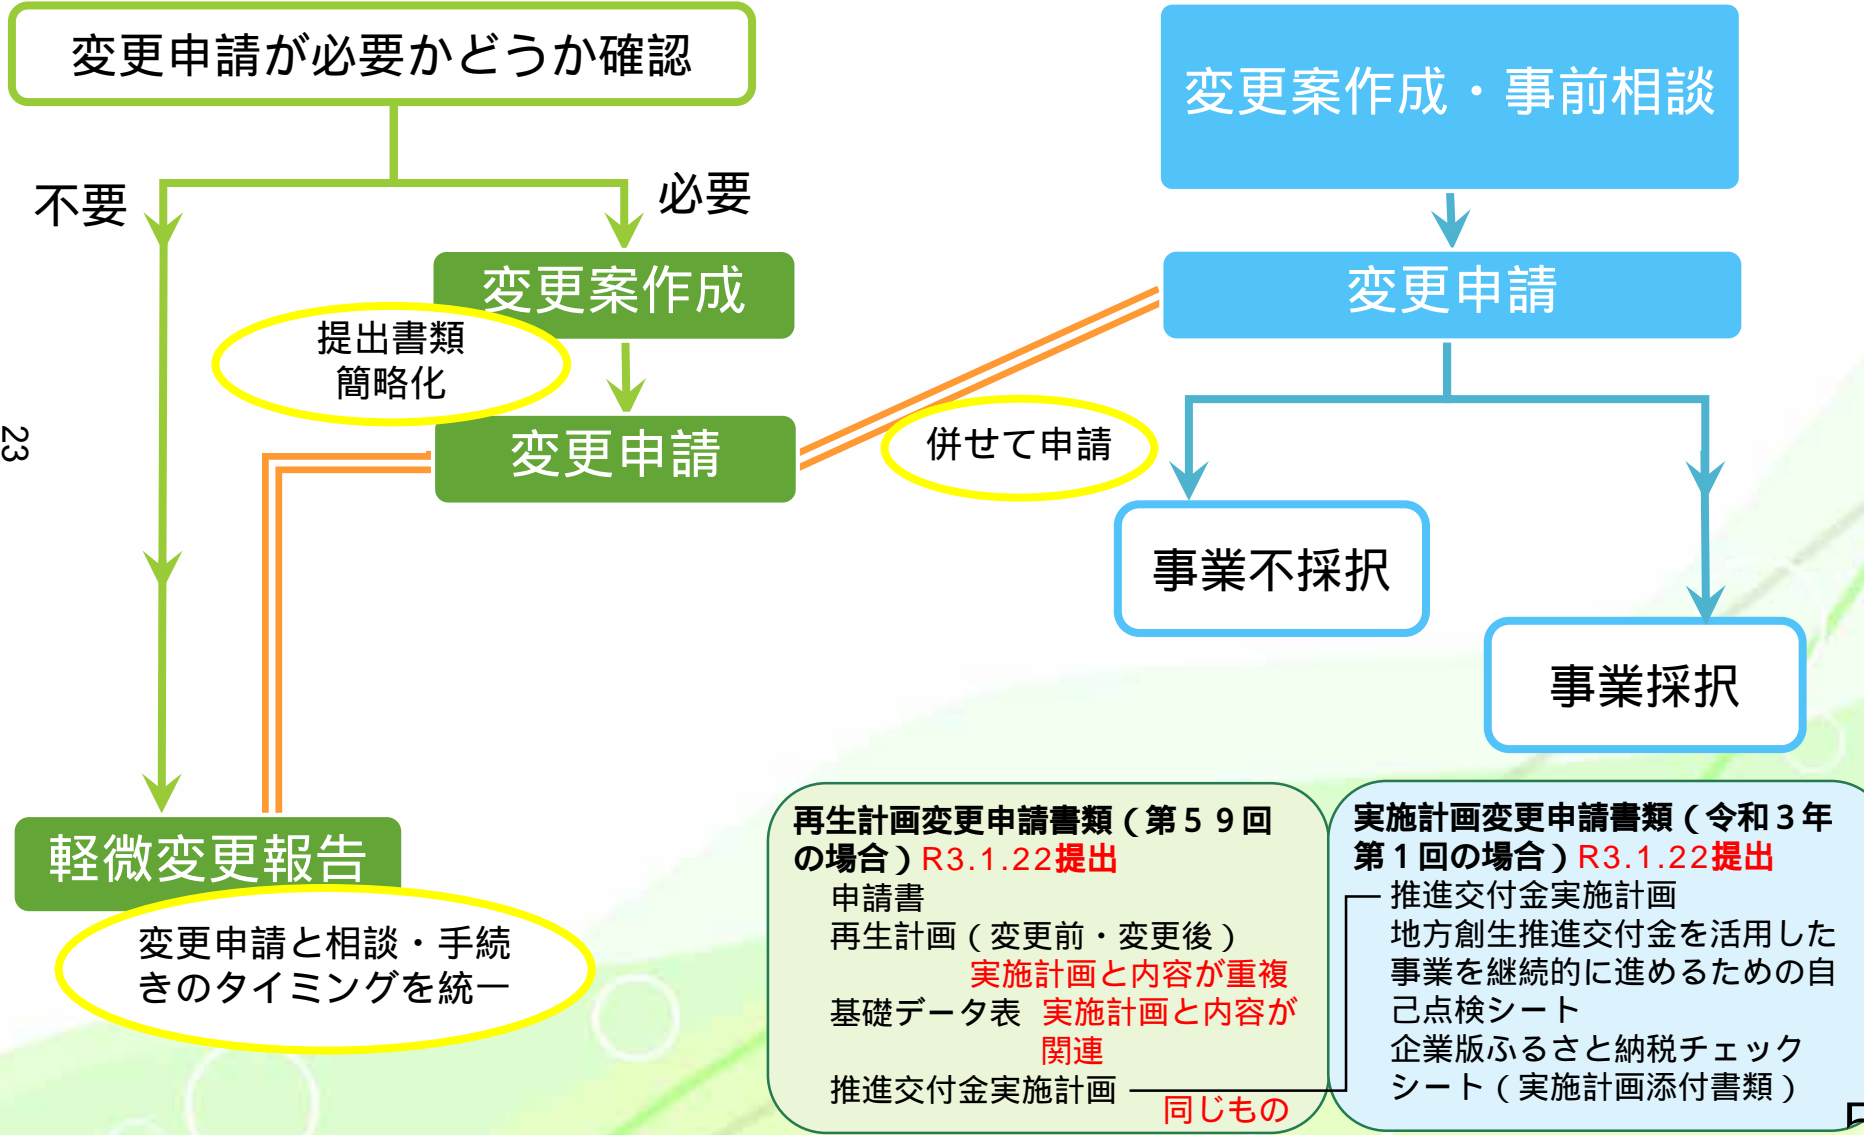 変更申請が必要かどうか確認
不要
必要
変更案作成
提出書類
簡略化
変更申請
軽微変更報告
変更申請と相談・手続
きのタイミングを統一
変更案作成・事前相談
変更申請
併せて申請
事業不採択
事業採択
再生計画変更申請書類(第59回
の場合)R3.1.22提出
申請書
再生計画(変更前・変更後)
実施計画と内容が重複
基礎データ表 実施計画と内容が
関連
推進交付金実施計画
同じもの
実施計画変更申請書類(令和3年
第1回の場合)R3.1.22提出
推進交付金実施計画
地方創生推進交付金を活用した
事業を継続的に進めるための自
己点検シート
企業版ふるさと納税チェック
シート(実施計画添付書類)
23